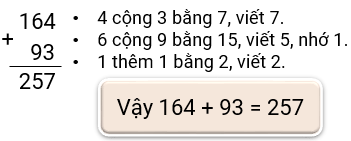 164
+
93
257
• 4 cộng 3 bằng 7, viết 7.
• 6 cộng 9 bằng 15, viết 5, nhớ 1.
• 1 thêm 1 bằng 2, viết 2.
Vậy 164 + 93 = 257